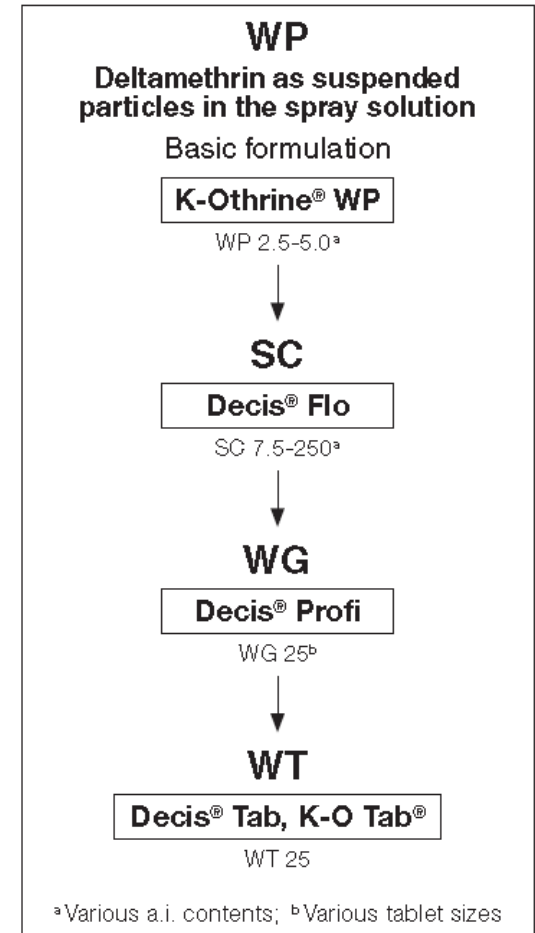 WP
Deltamethrin as suspended
particles in the spray solution
Basic formulation
K-Othrine® WP
WP 2.5-5.0ᵃ
SC
Decis® Flo
SC 7.5-250ᵃ
WG
Decis® Profi
WG 25ᵇ
WT
Decis® Tab, K-O Tab®
WT 25
ᵃ Various a.i. contents; ᵇ Various tablet sizes